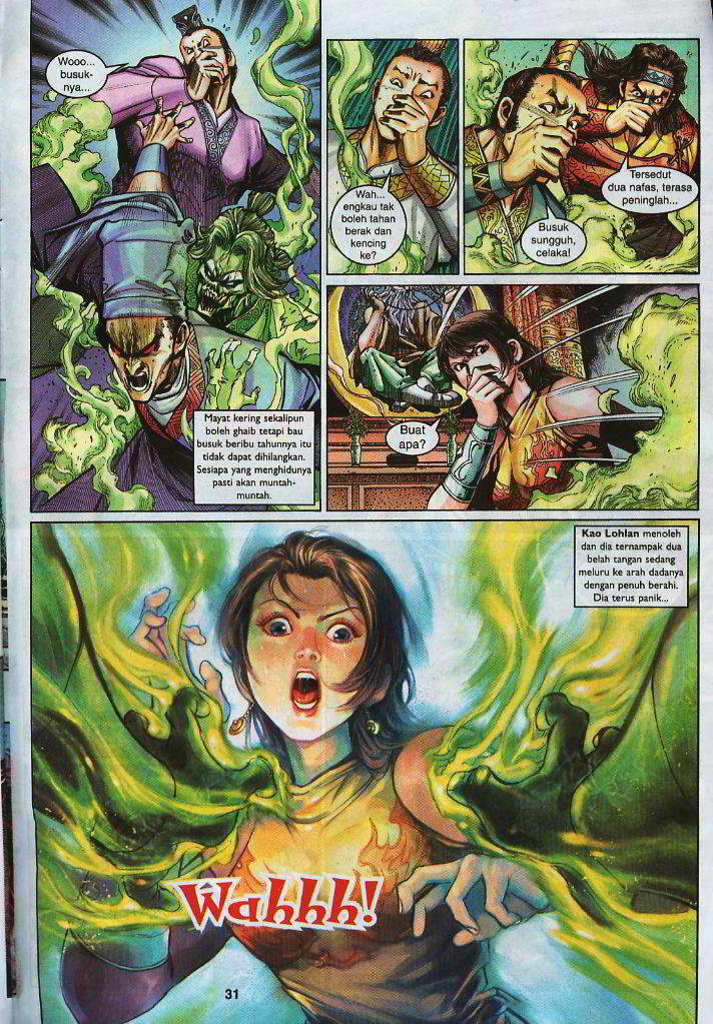 Wooo...
busuk-
nya...
Mayat kering sekalipun
boleh ghaib tetapi bau
busuk beribu tahunnya itu
tidak dapat dihilangkan.
Sesiapa yang menghidunya
pasti akan muntah-
muntah.
Wah...
engkau tak
boleh tahan
berak dan
kencing
ke?
Tersedut
dua nafas, terasa
peninglah...
Busuk
sungguh,
celaka!
Buat
apa?
Kao Lohlan menoleh
dan dia ternampak dua
belah tangan sedang
meluru ke arah dadanya
dengan penuh berahi.
Dia terus panik...
Wahhh!
31